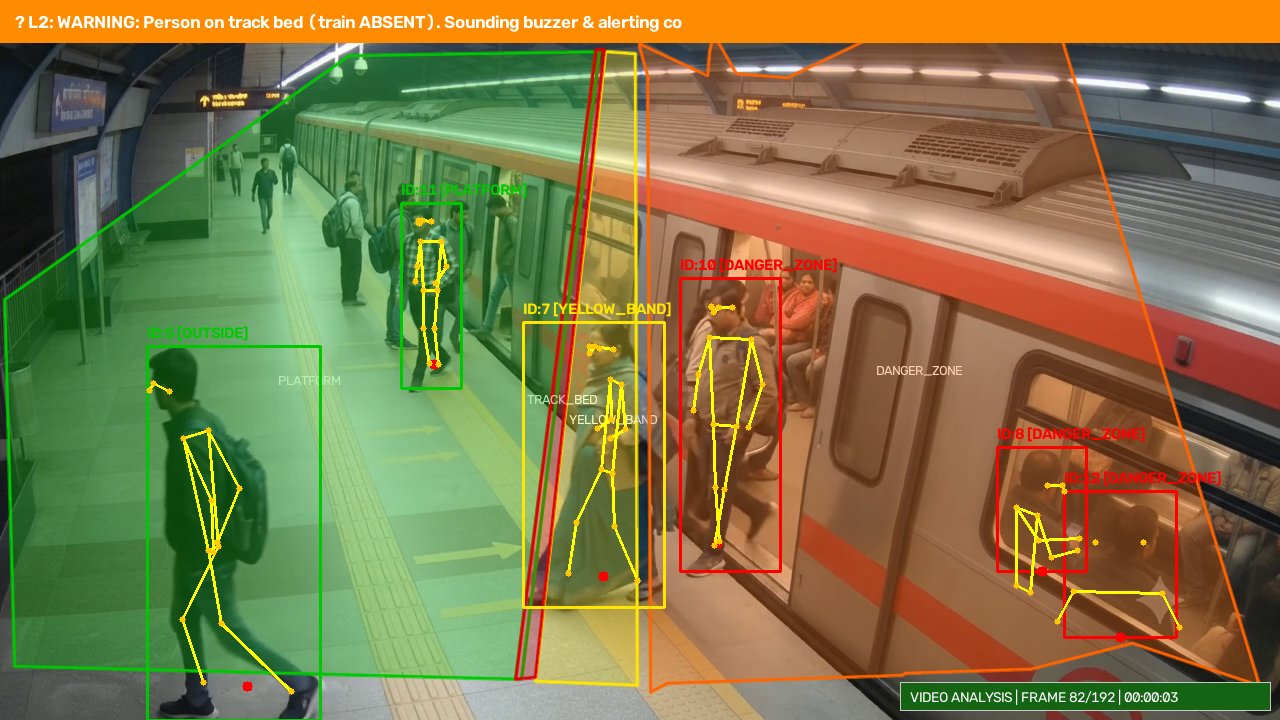 ? L2: WARNING: Person on track bed (train ABSENT). Sounding buzzer & alerting co
ID:11 [PLATFORM]
ID:10 [DANGER_ZONE]
ID:7 [YELLOW_BAND]
[OUTSIDE]
PLATFORM
DANGER_ZONE
TRACK_BED
YELLOW_BAND
ID:8 [DANGER_ZONE]
ID:12 [DANGER_ZONE]
VIDEO ANALYSIS | FRAME 82/192 | 00:00:03